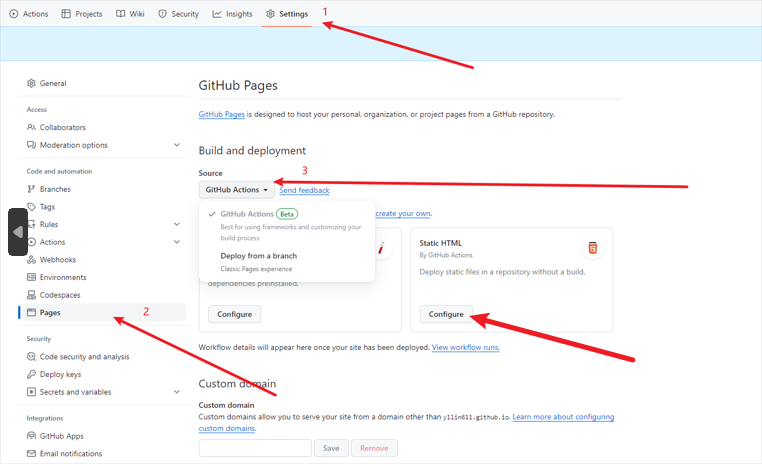 Actions Projects Wiki Security Insights Settings 1
General
Access
Collaborators
Moderation options
Code and automation
Branches
Tags
Rules
Actions
Webhooks
Environments
Codespaces
Pages 2
Security
Code security and analysis
Deploy keys
Secrets and variables
Integrations
GitHub Apps
Email notifications
GitHub Pages
GitHub Pages is designed to host your personal, organization, or project pages from a GitHub repository.
Build and deployment
Source
3
GitHub Actions Send feedback
GitHub Actions Beta
Best for using frameworks and customizing your
build process
Deploy from a branch
Classic Pages experience
create your own.
dependencies preinstalled.
Configure
Static HTML
By GitHub Actions
Deploy static files in a repository without a build.
Configure
Workflow details will appear here once your site has been deployed. View workflow runs.
Custom domain
Custom domain
Custom domains allow you to serve your site from a domain other than yllin611.github.io. Learn more about configuring
custom domains.
Save Remove